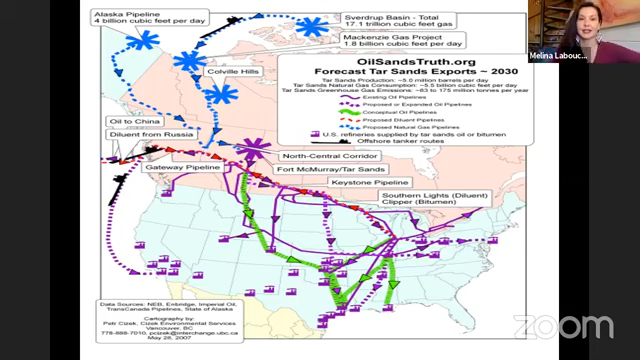 Alaska Pipeline
4 billion cubic feet per day
Sverdrup Basin - Total
17.1 trillion cubic feet gas
Mackenzie Gas Project
1.8 billion cubic feet per day
Colville Hills
OilSandsTruth.org
Forecast Tar Sands Exports ~ 2030
Tar Sands Production ~5.0 million barrels per day
Tar Sands Natural Gas Consumption: ~5.5 billion cubic feet per day
Tar Sands Greenhouse Gas Emissions: ~83 to 175 million tonnes per year
Existing Oil Pipelines
Proposed or Expanded Oil Pipelines
Conceptual Oil Pipelines
Proposed Diluent Pipelines
Proposed Natural Gas Pipelines
U.S. refineries supplied by tar sands oil or bitumen
Offshore tanker routes
Oil to China
Diluent from Russia
North-Central Corridor
Gateway Pipeline
Fort McMurray/Tar Sands
Keystone Pipeline
Southern Lights (Diluent)
Clipper (Bitumen)
Data Sources: NEB, Enbridge, Imperial Oil,
TransCanada Pipelines, State of Alaska
Cartography by:
Petr Cizek, Cizek Environmental Services
Vancouver, BC
778-888-7010, pcizek@interchange.ubc.ca
May 28, 2007
Melina Labouc...
zoom